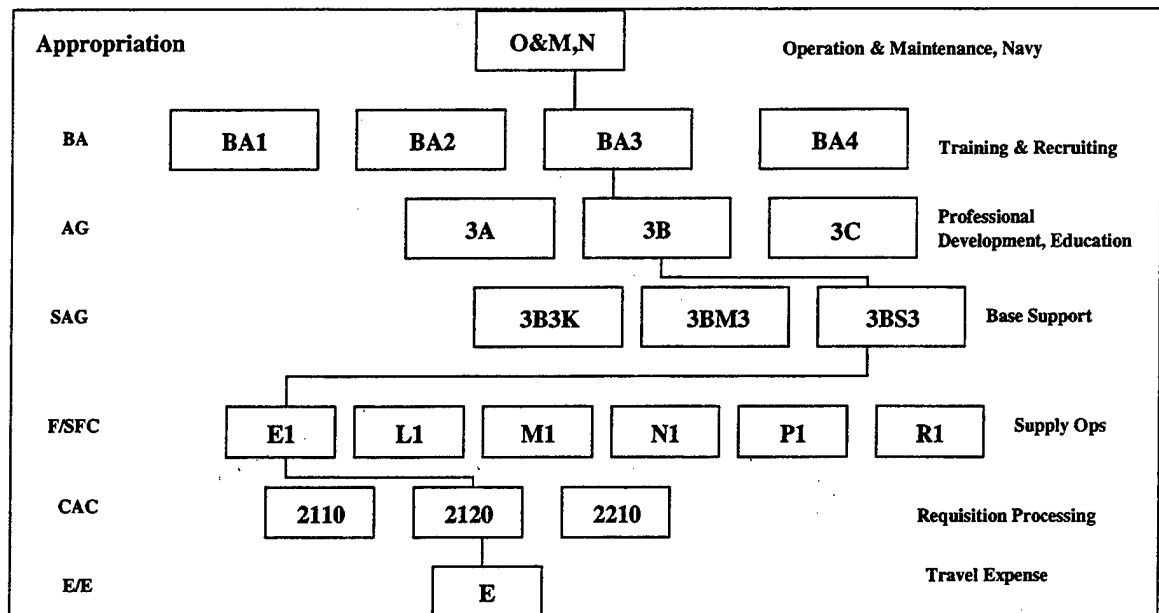 Appropriation O&M,N Operation & Maintenance, Navy
BA BA1 BA2 BA3 BA4 Training & Recruiting
AG 3A 3B 3C Professional
Development, Education
SAG 3B3K 3BM3 3BS3 Base Support
F/SFC E1 L1 M1 N1 P1 R1 Supply Ops
CAC 2110 2120 2210 Requisition Processing
E/E E Travel Expense